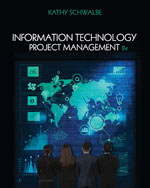 KATHY SCHWALBE
INFORMATION TECHNOLOGY
PROJECT MANAGEMENT 8e